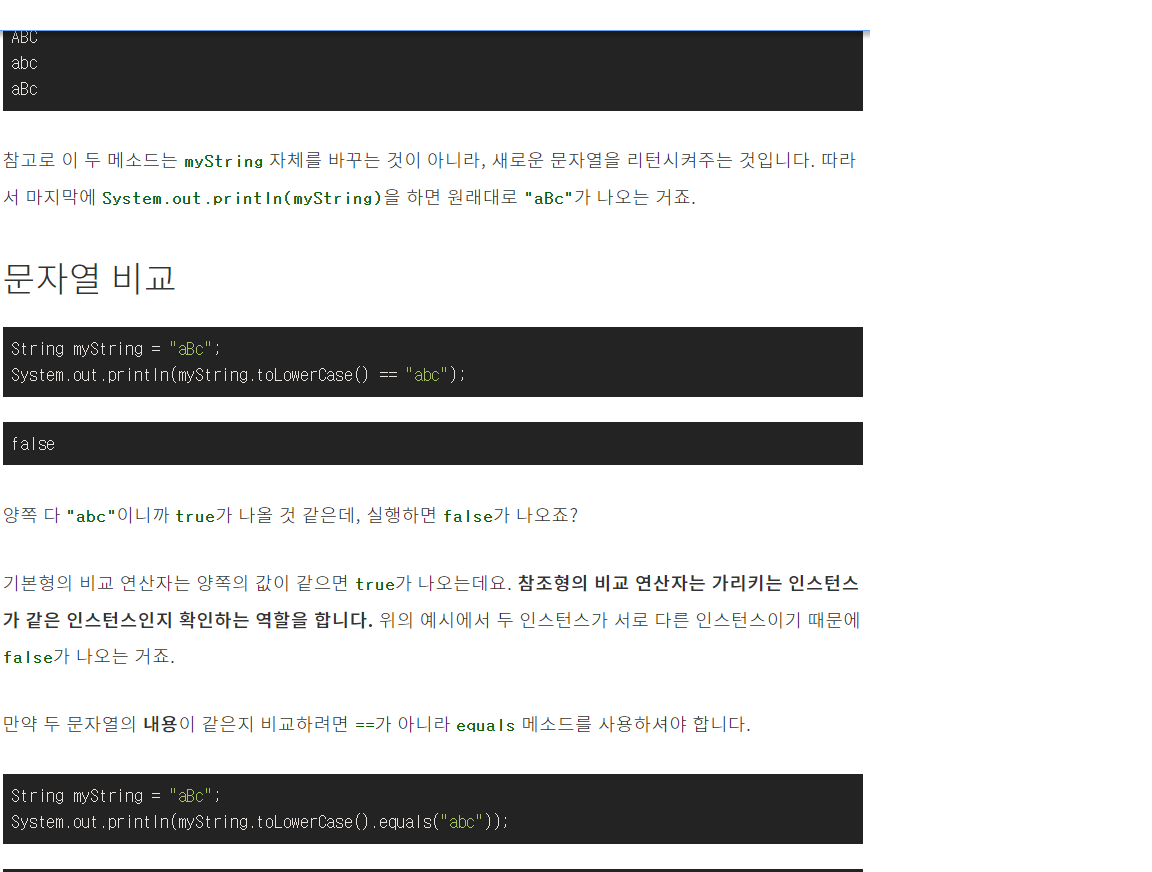 ABC
abc
aBc
참고로 이 두 메소드는 myString 자체를 바꾸는 것이 아니라, 새로운 문자열을 리턴시켜주는 것입니다. 따라
서 마지막에 System.out.println(myString)을 하면 원래대로 "aBc"가 나오는 거죠.
문자열 비교
String myString = "aBc";
System.out.println(myString.toLowerCase() == "abc");
false
양쪽 다 "abc"이니까 true가 나올 것 같은데, 실행하면 false가 나오죠?
기본형의 비교 연산자는 양쪽의 값이 같으면 true가 나오는데요. 참조형의 비교 연산자는 가리키는 인스턴스
가 같은 인스턴스인지 확인하는 역할을 합니다. 위의 예시에서 두 인스턴스가 서로 다른 인스턴스이기 때문에
false가 나오는 거죠.
만약 두 문자열의 내용이 같은지 비교하려면 ==가 아니라 equals 메소드를 사용하셔야 합니다.
String myString = "aBc";
System.out.println(myString.toLowerCase().equals("abc"));